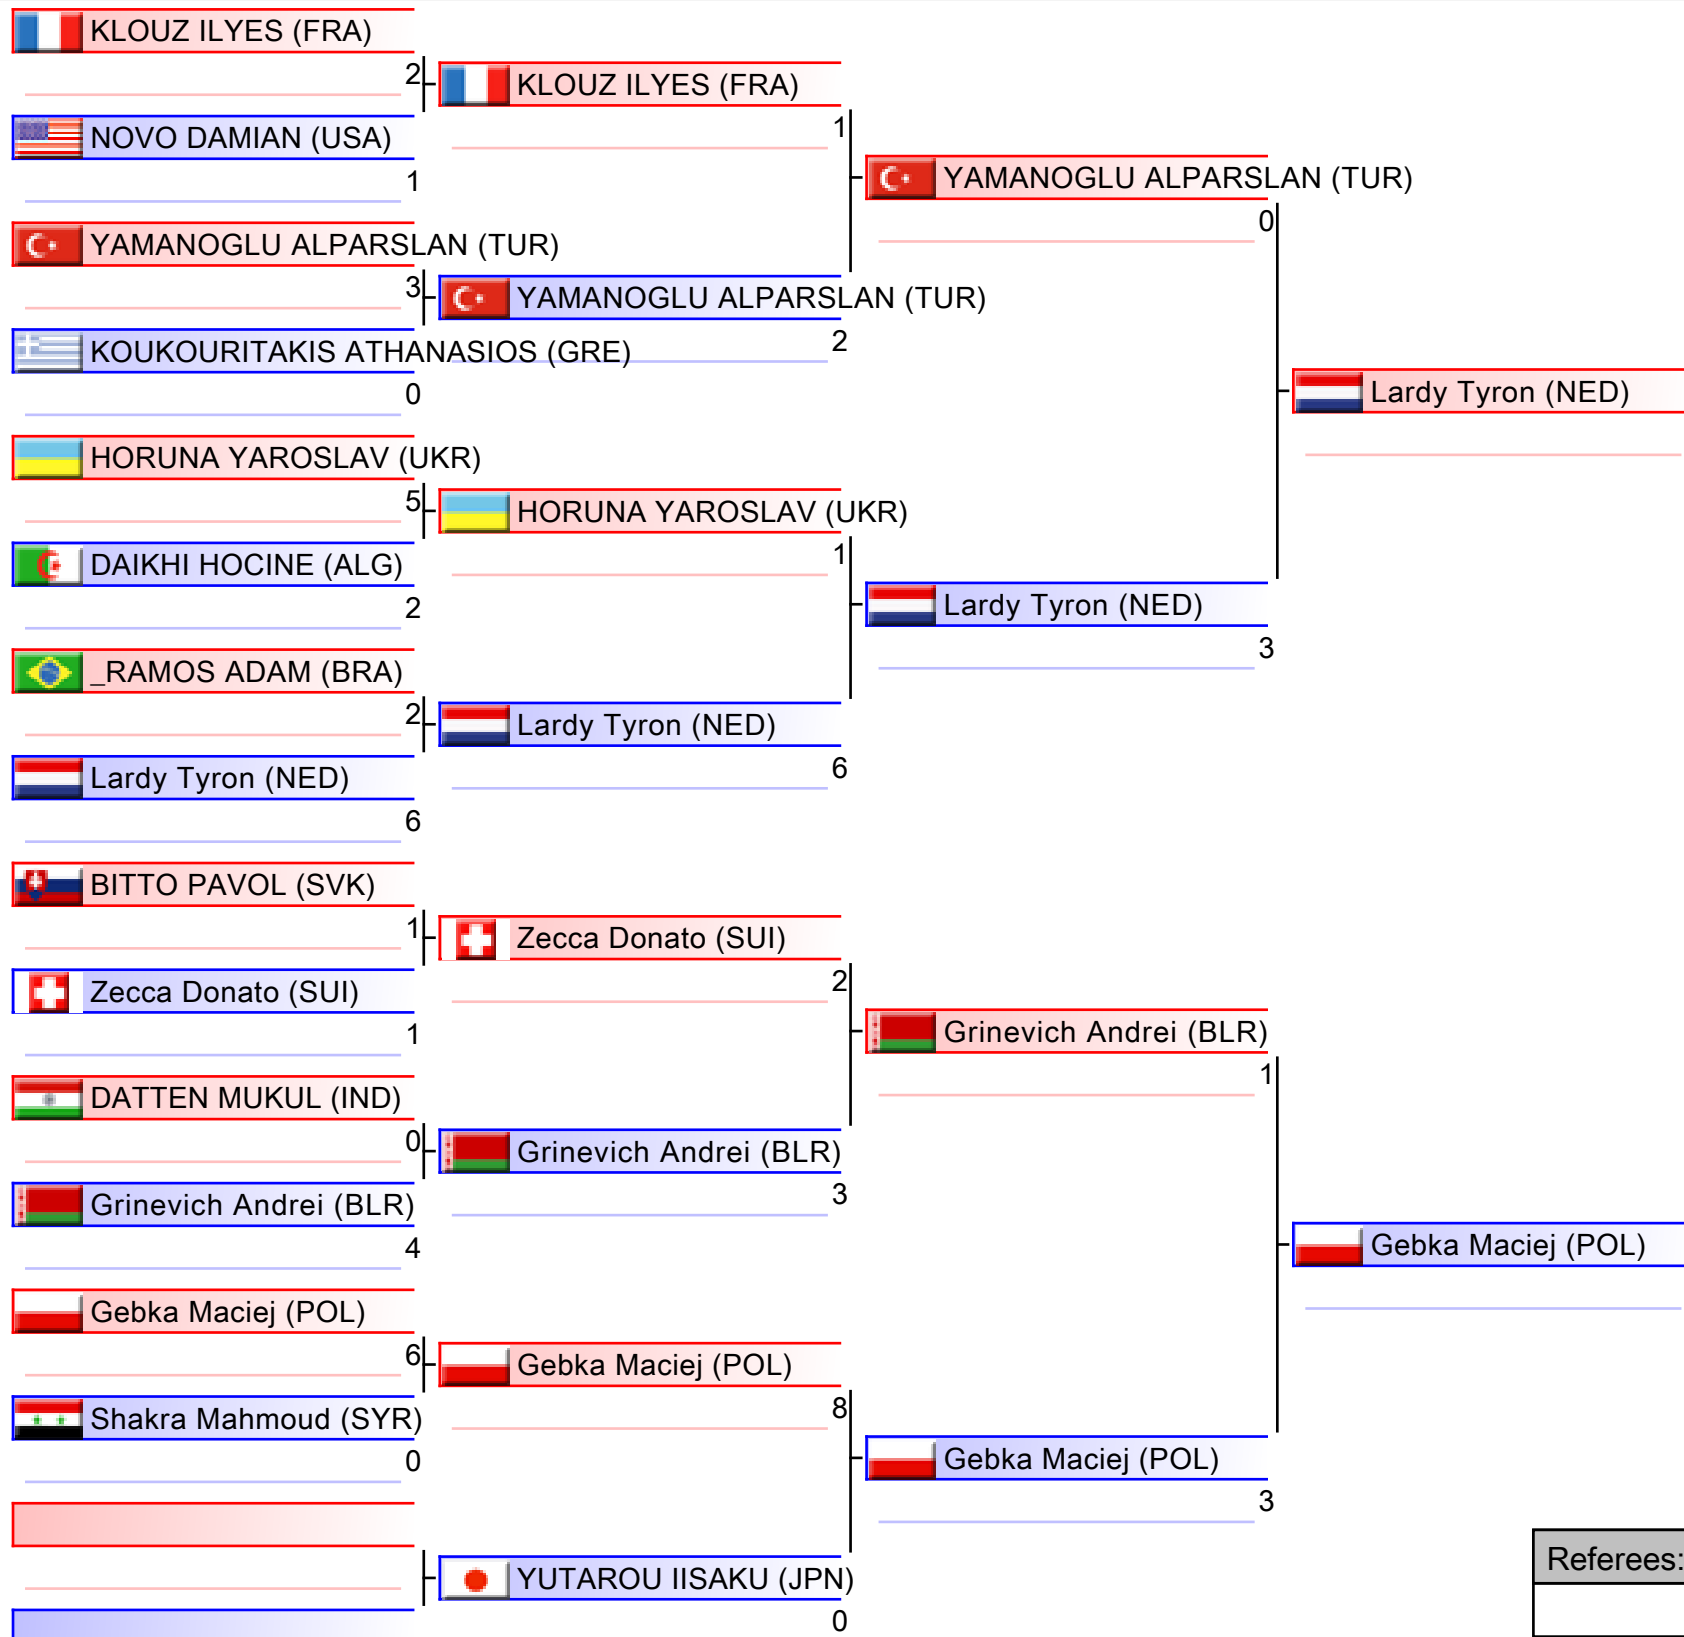 KLOUZ ILYES (FRA)
2
KLOUZ ILYES (FRA)
NOVO DAMIAN (USA)
1
1
YAMANOGLU ALPARSLAN (TUR)
0
YAMANOGLU ALPARSLAN (TUR)
3
YAMANOGLU ALPARSLAN (TUR)
KOUKOURITAKIS ATHANASIOS (GRE)
2
0
Lardy Tyron (NED)
HORUNA YAROSLAV (UKR)
5
HORUNA YAROSLAV (UKR)
DAIKHI HOCINE (ALG)
1
2
Lardy Tyron (NED)
3
_RAMOS ADAM (BRA)
2
Lardy Tyron (NED)
Lardy Tyron (NED)
6
6
BITTO PAVOL (SVK)
1
Zecca Donato (SUI)
Zecca Donato (SUI)
2
1
Grinevich Andrei (BLR)
1
DATTEN MUKUL (IND)
0
Grinevich Andrei (BLR)
Grinevich Andrei (BLR)
3
4
Gebka Maciej (POL)
Gebka Maciej (POL)
6
Gebka Maciej (POL)
Shakra Mahmoud (SYR)
8
0
Gebka Maciej (POL)
3
YUTAROU IISAKU (JPN)
0
Referees: